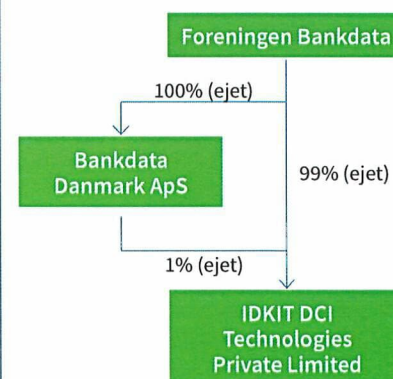 Foreningen Bankdata
100% (ejet)
Bankdata
Danmark ApS
99% (ejet)
1% (ejet)
IDKIT DCI
Technologies
Private Limited